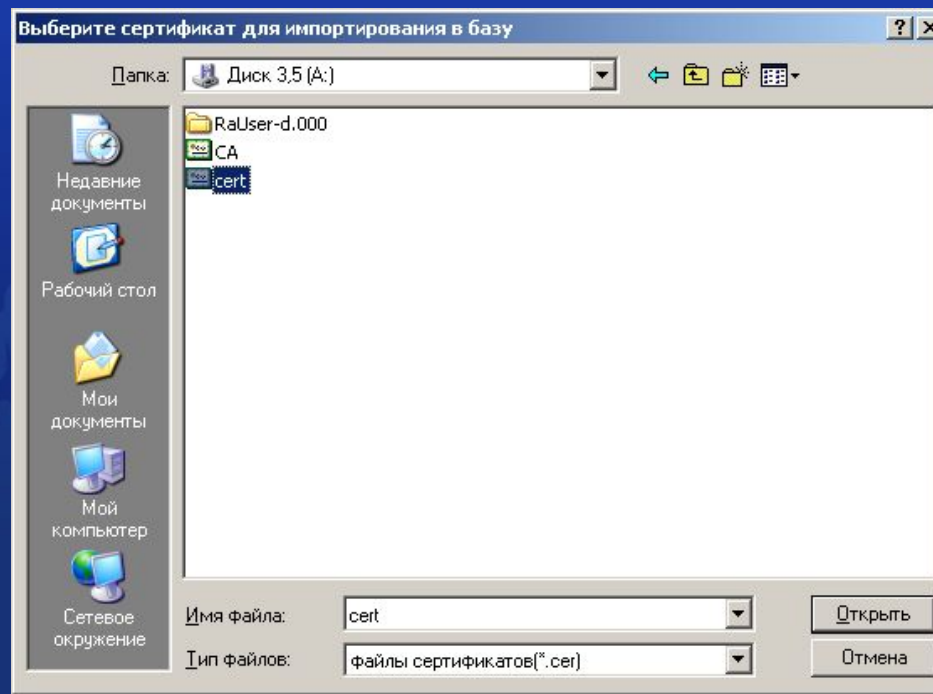 Выберите сертификат для импортирования в базу
Папка:
Диск 3,5 (A:)
RaUser-d.000
CA
cert
Недавние
документы
Рабочий стол
Мои
документы
Мой
компьютер
Сетевое
окружение
Имя файла:
cert
Открыть
Тип файлов:
файлы сертификатов(*.cer)
Отмена